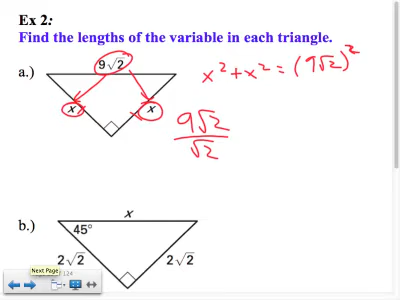 Ex 2:
Find the lengths of the variable in each triangle.
a.)
9√2
x² + x² = (9√2)²
x x
9√2
√2
x
b.)
45°
2√2 2√2
Next Page
/ 124